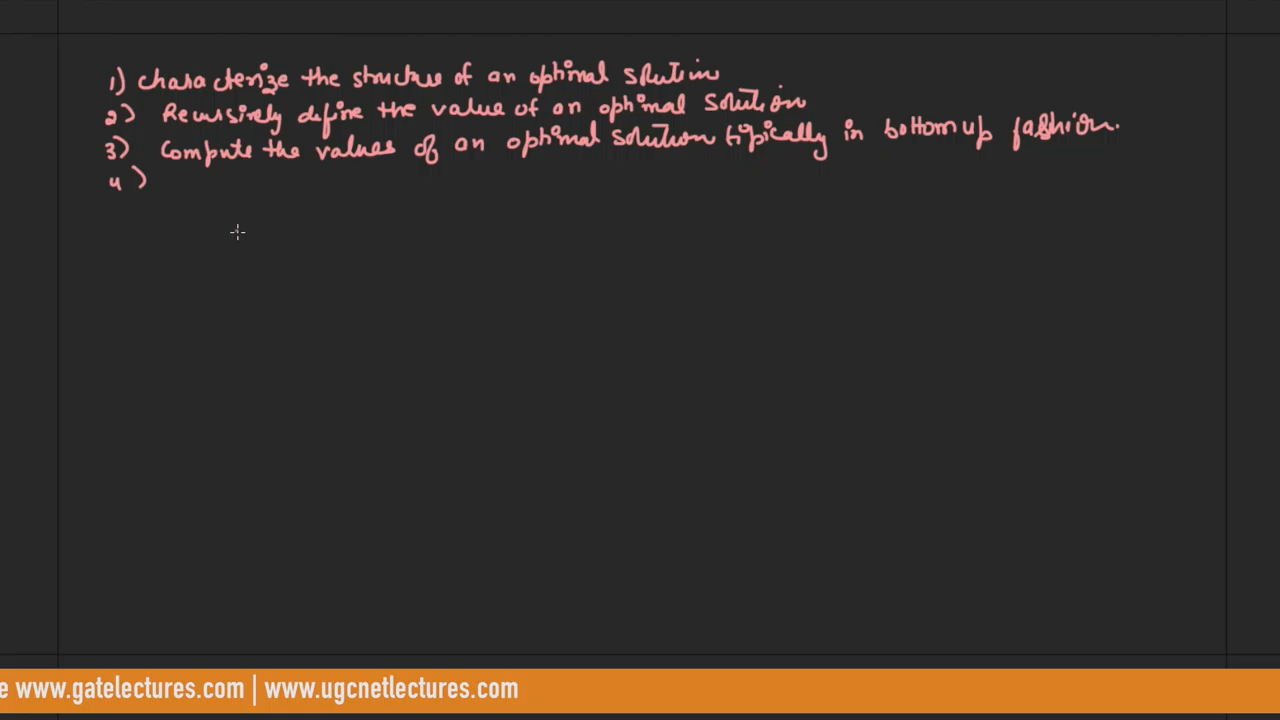 1) characterize the structure of an optimal solution
2) Recursively define the value of an optimal solution
3) compute the values of an optimal solution typically in bottom up fashion.
4)
e www.gatelectures.com | www.ugcnetlectures.com